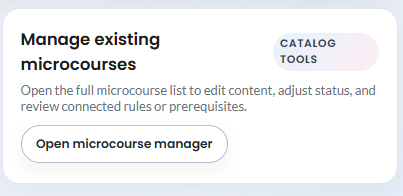 Manage existing
microcourses
CATALOG
TOOLS
Open the full microcourse list to edit content, adjust status, and
review connected rules or prerequisites.
Open microcourse manager